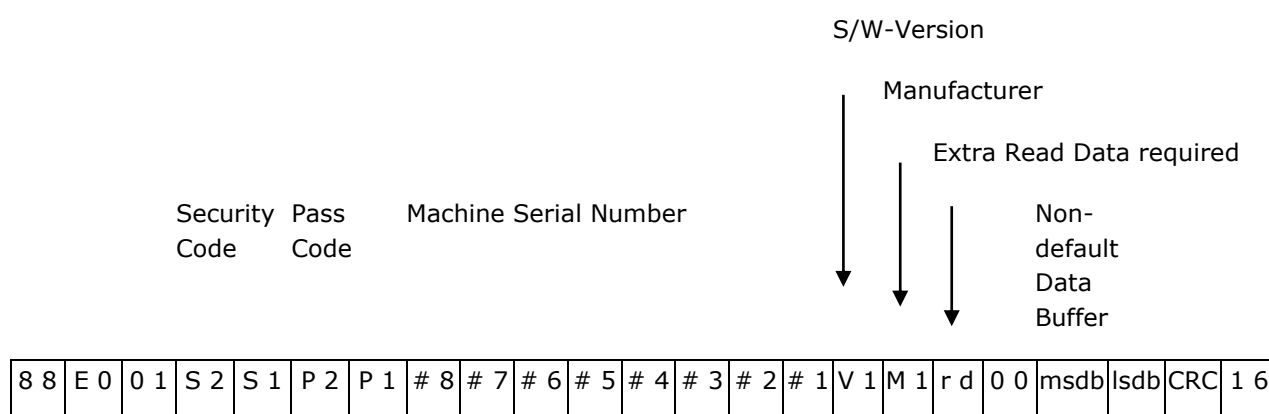 S/W-Version
Manufacturer
Extra Read Data required
Security Pass Machine Serial Number Non-
Code Code default
Data
Buffer
8 8 E 0 0 1 S 2 S 1 P 2 P 1 # 8 # 7 # 6 # 5 # 4 # 3 # 2 # 1 V 1 M 1 r d 0 0 msdb lsdb CRC 1 6